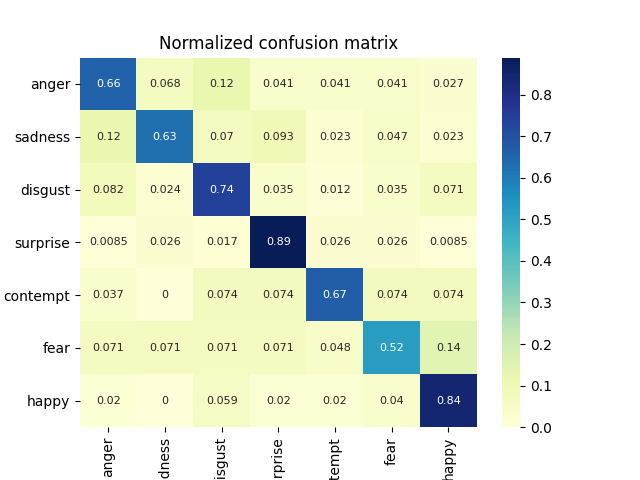 Normalized confusion matrix
anger 0.66 0.068 0.12 0.041 0.041 0.041 0.027
sadness 0.12 0.63 0.07 0.093 0.023 0.047 0.023
disgust 0.082 0.024 0.74 0.035 0.012 0.035 0.071
surprise 0.0085 0.026 0.017 0.89 0.026 0.026 0.0085
contempt 0.037 0 0.074 0.074 0.67 0.074 0.074
fear 0.071 0.071 0.071 0.071 0.048 0.52 0.14
happy 0.02 0 0.059 0.02 0.02 0.04 0.84
anger
dness
isgust
rprise
tempt
fear
happy
0.8
0.7
0.6
0.5
0.4
0.3
0.2
0.1
0.0